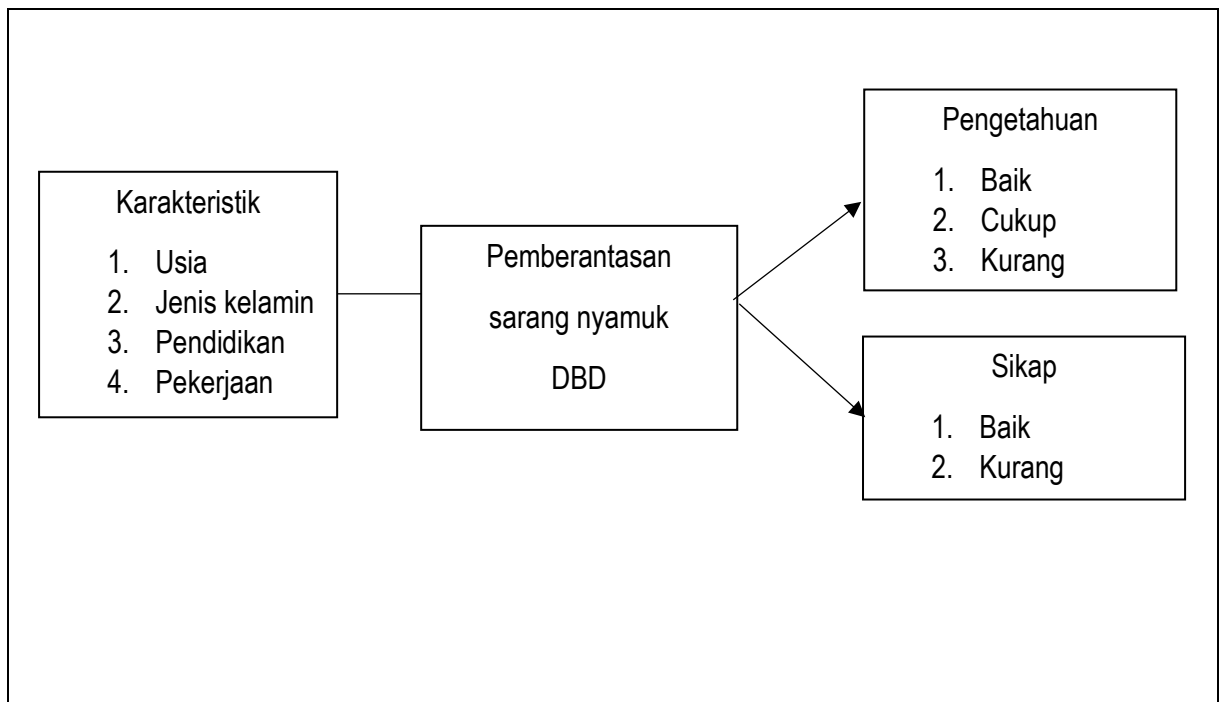 Karakteristik
1. Usia
2. Jenis kelamin
3. Pendidikan
4. Pekerjaan
Pemberantasan
sarang nyamuk
DBD
Pengetahuan
1. Baik
2. Cukup
3. Kurang
Sikap
1. Baik
2. Kurang